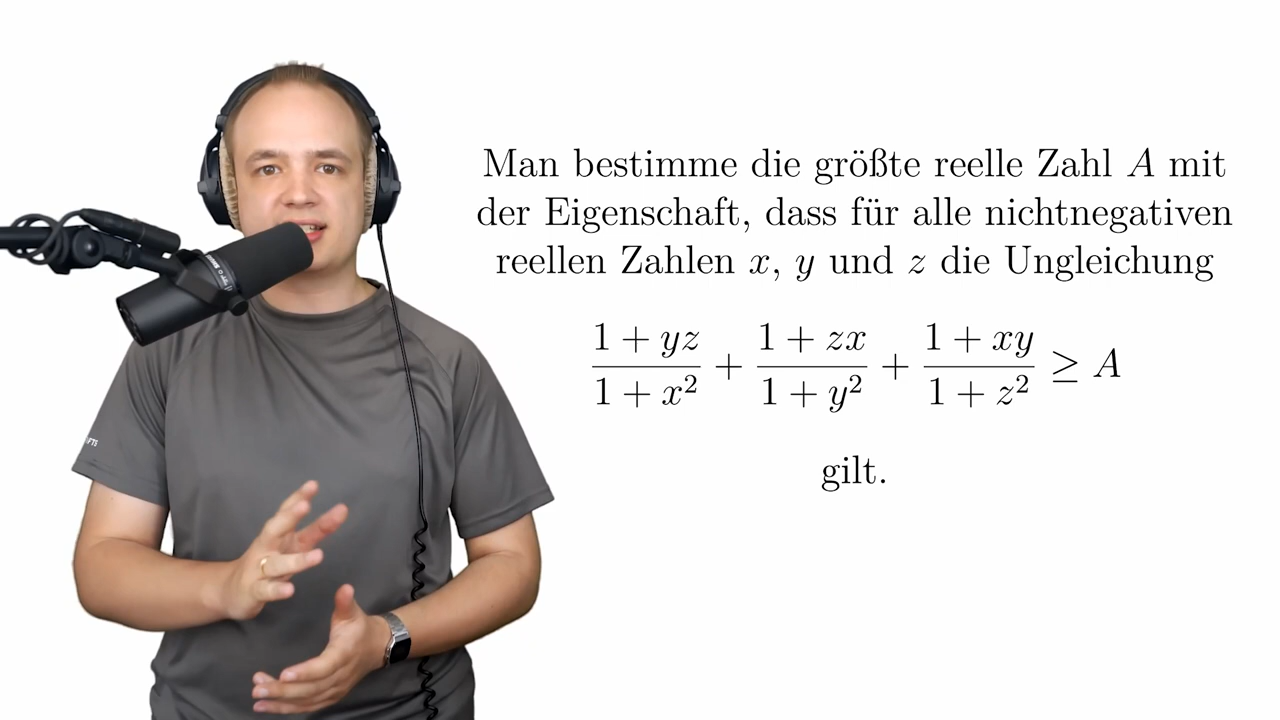 Man bestimme die größte reelle Zahl A mit
der Eigenschaft, dass für alle nichtnegativen
reellen Zahlen x, y und z die Ungleichung
(1 + yz)/(1 + x²) + (1 + zx)/(1 + y²) + (1 + xy)/(1 + z²) ≥ A
gilt.